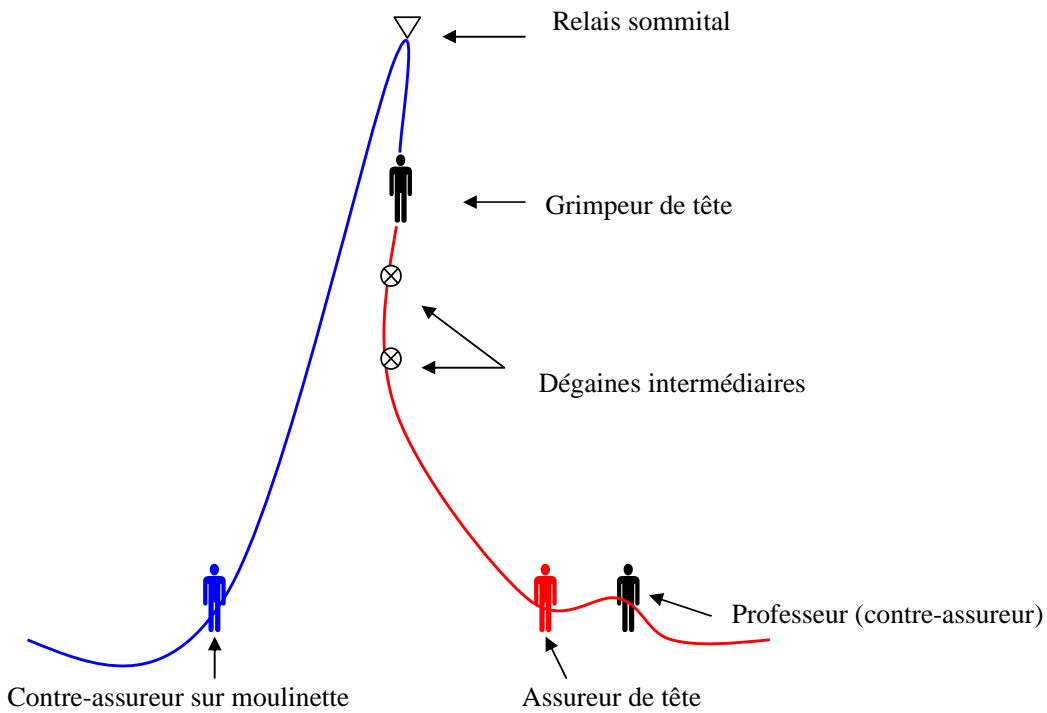 Relais sommital
Grimpeur de tête
Dégaines intermédiaires
Professeur (contre-assureur)
Contre-assureur sur moulinette
Assureur de tête